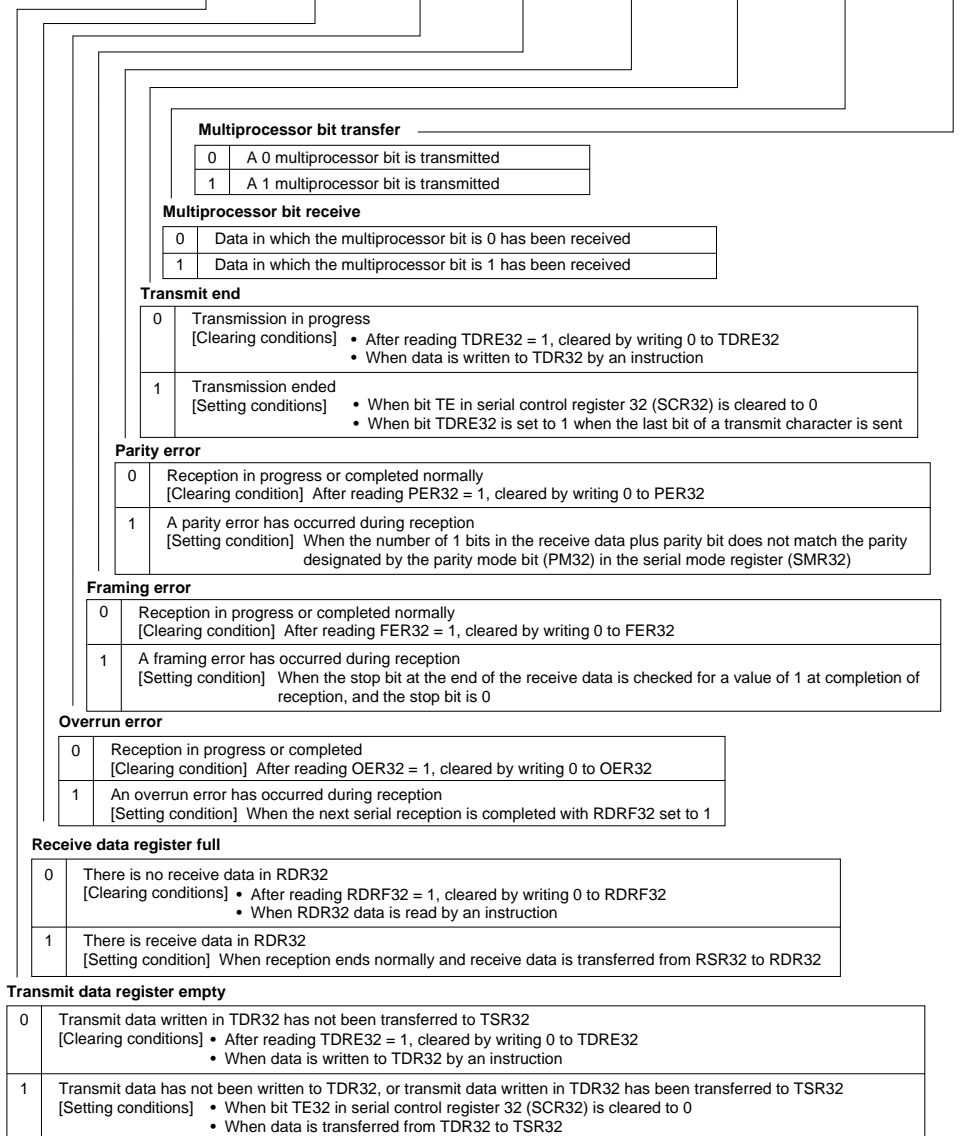 Multiprocessor bit transfer
0 A 0 multiprocessor bit is transmitted
1 A 1 multiprocessor bit is transmitted
Multiprocessor bit receive
0 Data in which the multiprocessor bit is 0 has been received
1 Data in which the multiprocessor bit is 1 has been received
Transmit end
0 Transmission in progress
[Clearing conditions] • After reading TDRE32 = 1, cleared by writing 0 to TDRE32
• When data is written to TDR32 by an instruction
1 Transmission ended
[Setting conditions] • When bit TE in serial control register 32 (SCR32) is cleared to 0
• When bit TDRE32 is set to 1 when the last bit of a transmit character is sent
Parity error
0 Reception in progress or completed normally
[Clearing condition] After reading PER32 = 1, cleared by writing 0 to PER32
1 A parity error has occurred during reception
[Setting condition] When the number of 1 bits in the receive data plus parity bit does not match the parity
designated by the parity mode bit (PM32) in the serial mode register (SMR32)
Framing error
0 Reception in progress or completed normally
[Clearing condition] After reading FER32 = 1, cleared by writing 0 to FER32
1 A framing error has occurred during reception
[Setting condition] When the stop bit at the end of the receive data is checked for a value of 1 at completion of
reception, and the stop bit is 0
Overrun error
0 Reception in progress or completed
[Clearing condition] After reading OER32 = 1, cleared by writing 0 to OER32
1 An overrun error has occurred during reception
[Setting condition] When the next serial reception is completed with RDRF32 set to 1
Receive data register full
0 There is no receive data in RDR32
[Clearing conditions] • After reading RDRF32 = 1, cleared by writing 0 to RDRF32
• When RDR32 data is read by an instruction
1 There is receive data in RDR32
[Setting condition] When reception ends normally and receive data is transferred from RSR32 to RDR32
Transmit data register empty
0 Transmit data written in TDR32 has not been transferred to TSR32
[Clearing conditions] • After reading TDRE32 = 1, cleared by writing 0 to TDRE32
• When data is written to TDR32 by an instruction
1 Transmit data has not been written to TDR32, or transmit data written in TDR32 has been transferred to TSR32
[Setting conditions] • When bit TE32 in serial control register 32 (SCR32) is cleared to 0
• When data is transferred from TDR32 to TSR32